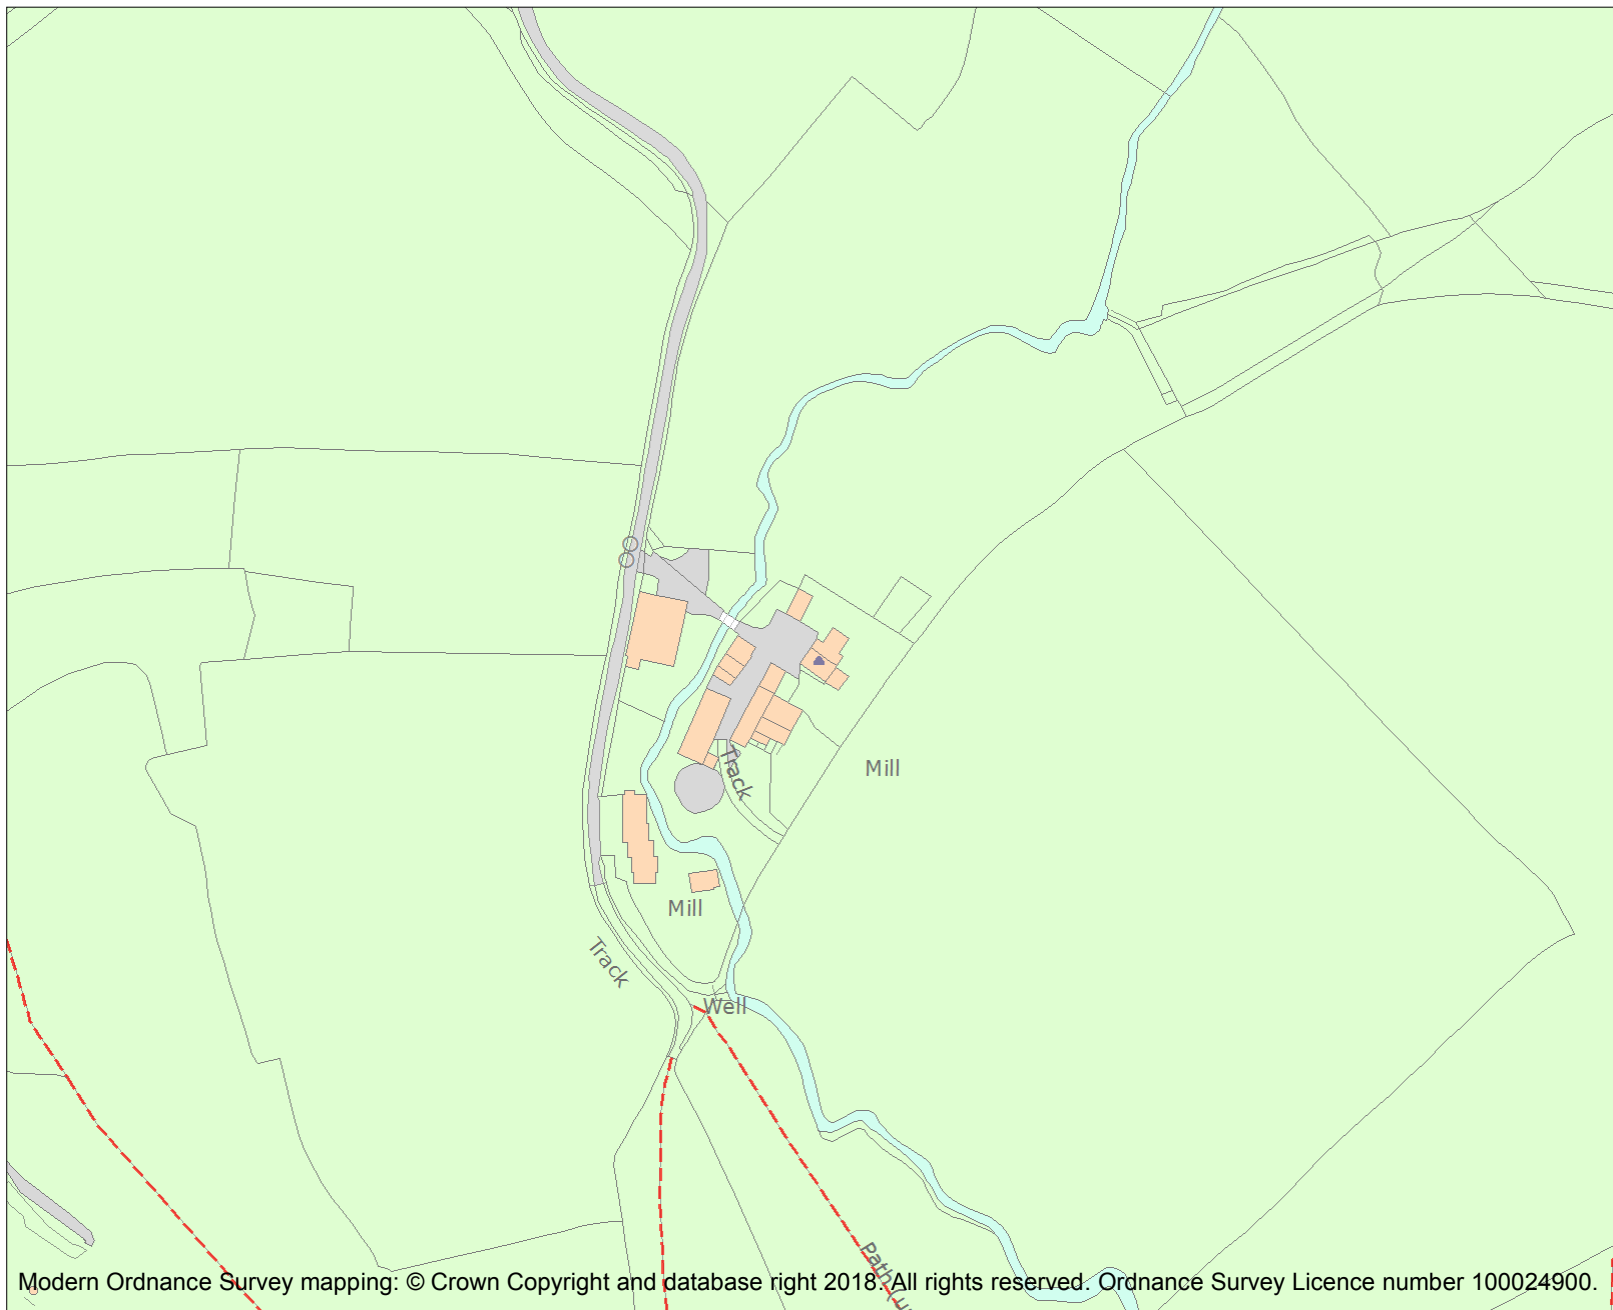 Track
Mill
Mill
Track
Well
Path (u
Modern Ordnance Survey mapping: © Crown Copyright and database right 2018. All rights reserved. Ordnance Survey Licence number 100024900.